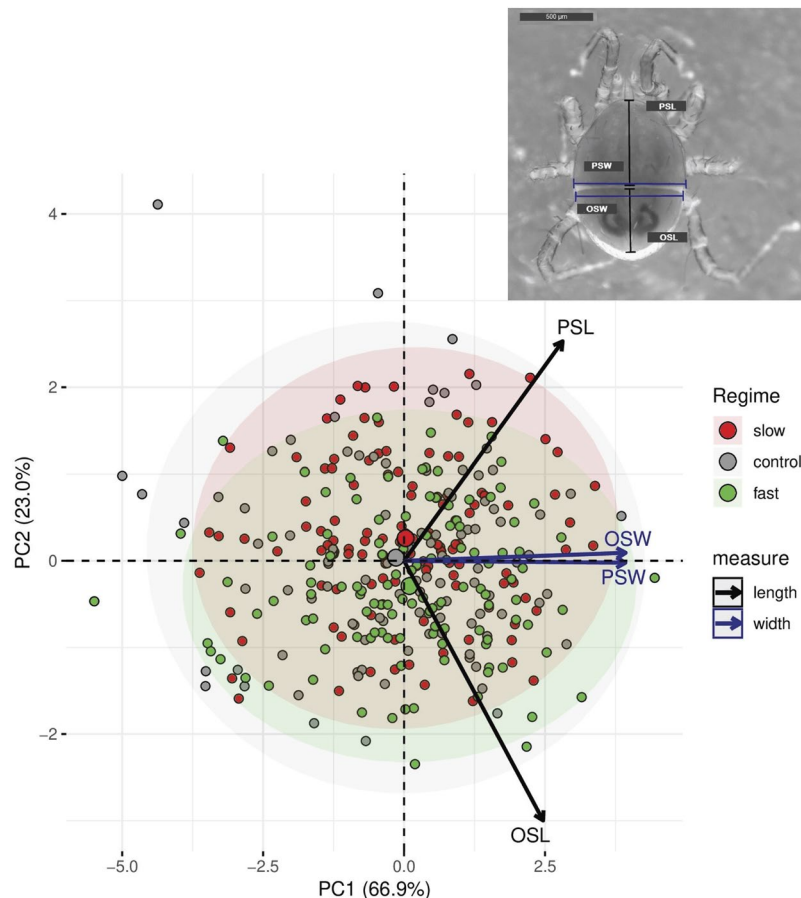 500 µm
PSL
PSW
OSW
OSL
4
2
0
−2
PC2 (23.0%)
PSL
OSW
PSW
OSL
−5.0
−2.5
0.0
2.5
PC1 (66.9%)
Regime
slow
control
fast
measure
length
width